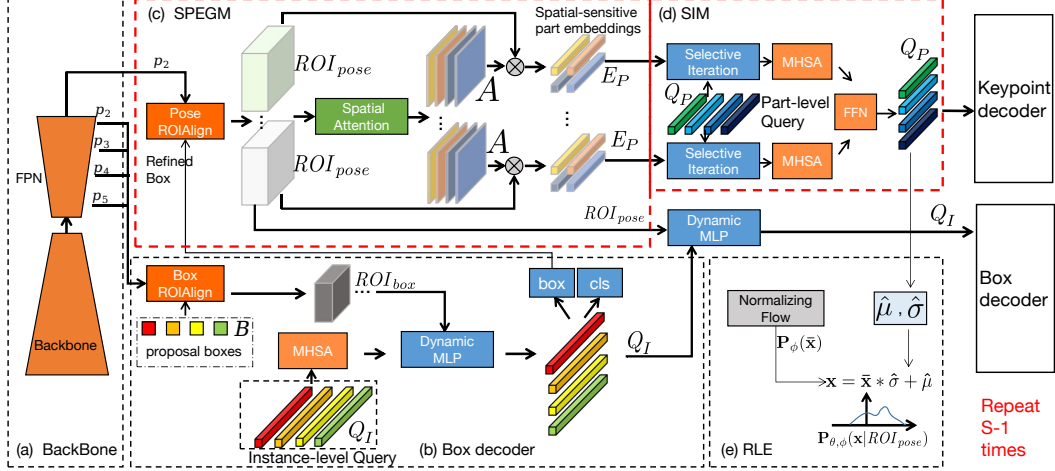 (c) SPEGM
Spatial-sensitive
part embeddings
(d) SIM
p2
ROIpose
A
EP
Selective
Iteration
MHSA
QP
Keypoint
decoder
Pose
ROIAlign
Spatial
Attention
...
...
...
QP
Part-level
Query
FFN
p2
p3
p4
p5
FPN
Refined
Box
ROIpose
A
EP
Selective
Iteration
MHSA
ROIpose
Dynamic
MLP
QI
Box
decoder
Box
ROIAlign
ROIbox
...
box
cls
B
proposal boxes
Backbone
MHSA
Dynamic
MLP
QI
Normalizing
Flow
μ̂ , σ̂
Pϕ(x̄)
x = x̄ ∗ σ̂ + μ̂
QI
Instance-level Query
Pθ,ϕ(x|ROIpose)
Repeat
S-1
times
(a) BackBone
(b) Box decoder
(e) RLE